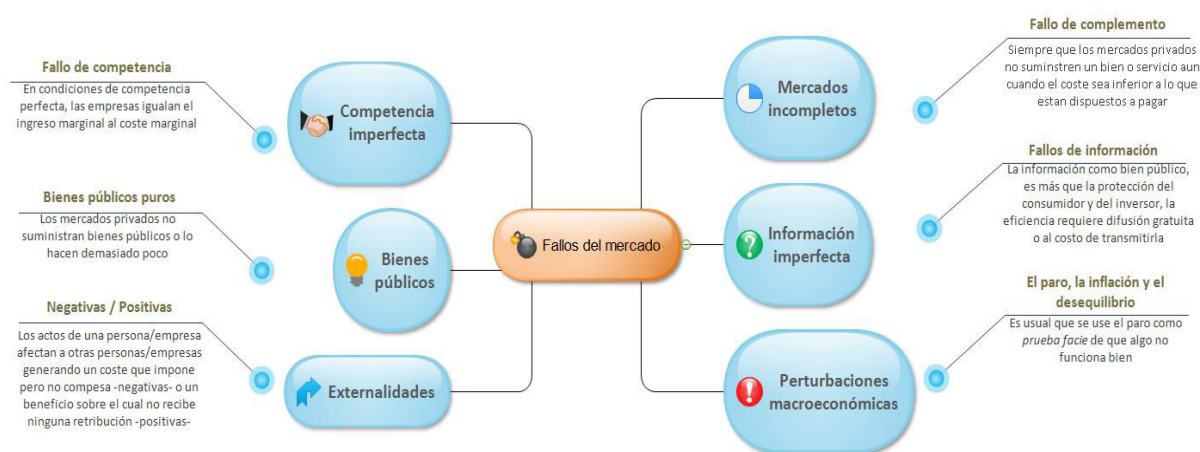 Fallos del mercado
Fallo de competencia
En condiciones de competencia
perfecta, las empresas igualan el
ingreso marginal al coste marginal
Competencia
imperfecta
Bienes públicos puros
Los mercados privados no
suministran bienes públicos o lo
hacen demasiado poco
Bienes
públicos
Negativas / Positivas
Los actos de una persona/empresa
afectan a otras personas/empresas
generando un coste que impone
pero no compesa -negativas- o un
beneficio sobre el cual no recibe
ninguna retribución -positivas-
Externalidades
Fallo de complemento
Siempre que los mercados privados
no suminstren un bien o servicio aun
cuando el coste sea inferior a lo que
estan dispuestos a pagar
Mercados
incompletos
Fallos de información
La información como bien público,
es más que la protección del
consumidor y del inversor, la
eficiencia requiere difusión gratuita
o al costo de transmitirla
Información
imperfecta
El paro, la inflación y el
desequilibrio
Es usual que se use el paro como
prueba facie de que algo no
funciona bien
Perturbaciones
macroeconómicas